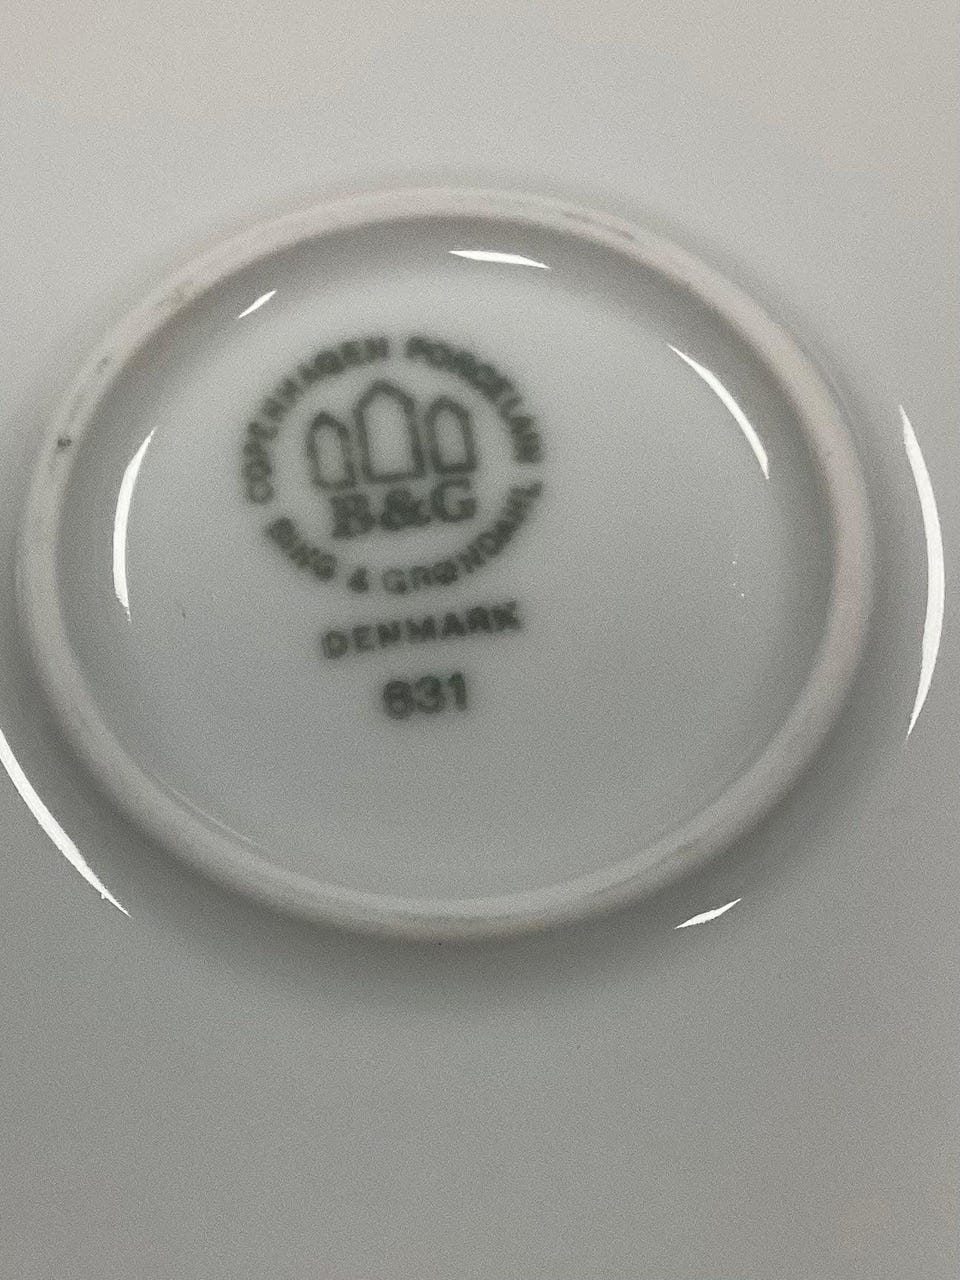 COPENHAGEN PORCELAIN
B&G
BING & GRØNDAHL
DENMARK
631